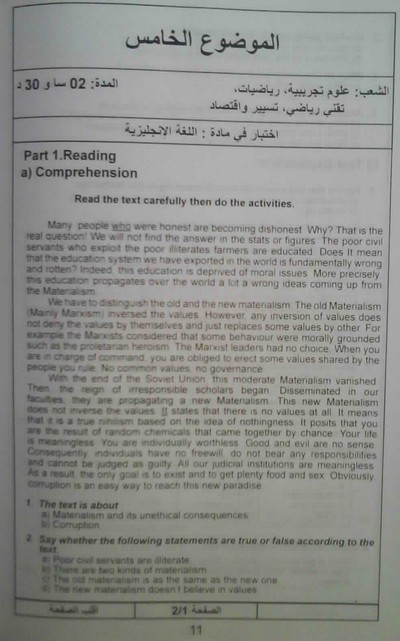 الموضوع الخامس
الشعب: علوم تجريبية، رياضيات،
تقني رياضي، تسيير واقتصاد
المدة: 02 سا و 30 د
اختبار في مادة : اللغة الانجليزية
Part 1.Reading
a) Comprehension
Read the text carefully then do the activities.
Many people who were honest are becoming dishonest. Why? That is the
real question! We will not find the answer in the stats or figures. The poor civil
servants who exploit the poor illiterates farmers are educated. Does It mean
that the education system we have exported in the world is fundamentally wrong
and rotten? Indeed, this education is deprived of moral issues. More precisely,
this education propagates over the world a lot a wrong ideas coming up from
the Materialism.
We have to distinguish the old and the new materialism. The old Materialism
(Mainly Marxism) inversed the values. However, any inversion of values does
not deny the values by themselves and just replaces some values by other. For
example the Marxists considered that some behaviour were morally grounded
such as the proletarian heroism. The Marxist leaders had no choice. When you
are in charge of command, you are obliged to erect some values shared by the
people you rule. No common values, no governance.
With the end of the Soviet Union, this moderate Materialism vanished.
Then, the reign of irresponsible scholars began. Disseminated in our
faculties, they are propagating a new Materialism. This new Materialism
does not inverse the values. It states that there is no values at all. It means
that it is a true nihilism based on the idea of nothingness. It posits that you
are the result of random chemicals that came together by chance. Your life
is meaningless. You are individually worthless. Good and evil are no sense.
Consequently, individuals have no freewill, do not bear any responsibilities
and cannot be judged as guilty. All our judicial institutions are meaningless.
As a result, the only goal is to exist and to get plenty food and sex. Obviously,
corruption is an easy way to reach this new paradise.
1. The text is about
a) Materialism and its unethical consequences
b) Corruption
2. Say whether the following statements are true or false according to the
text.
a) Poor civil servants are illiterate
b) There are two kinds of materialism
c) The old materialism is as the same as the new one
d) The new materialism doesn't believe in values
الصفحة 2/1
اقلب الصفحة
11